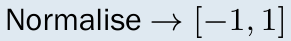 Normalise → [−1, 1]